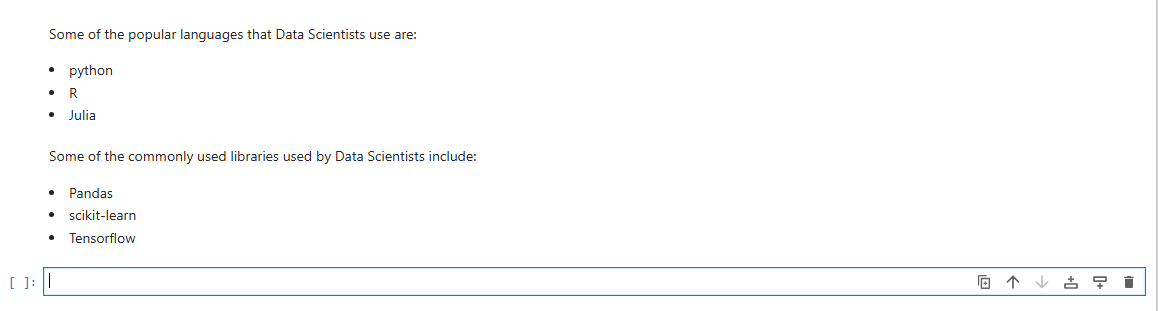 Some of the popular languages that Data Scientists use are:
• python
• R
• Julia
Some of the commonly used libraries used by Data Scientists include:
• Pandas
• scikit-learn
• Tensorflow
[ ]: